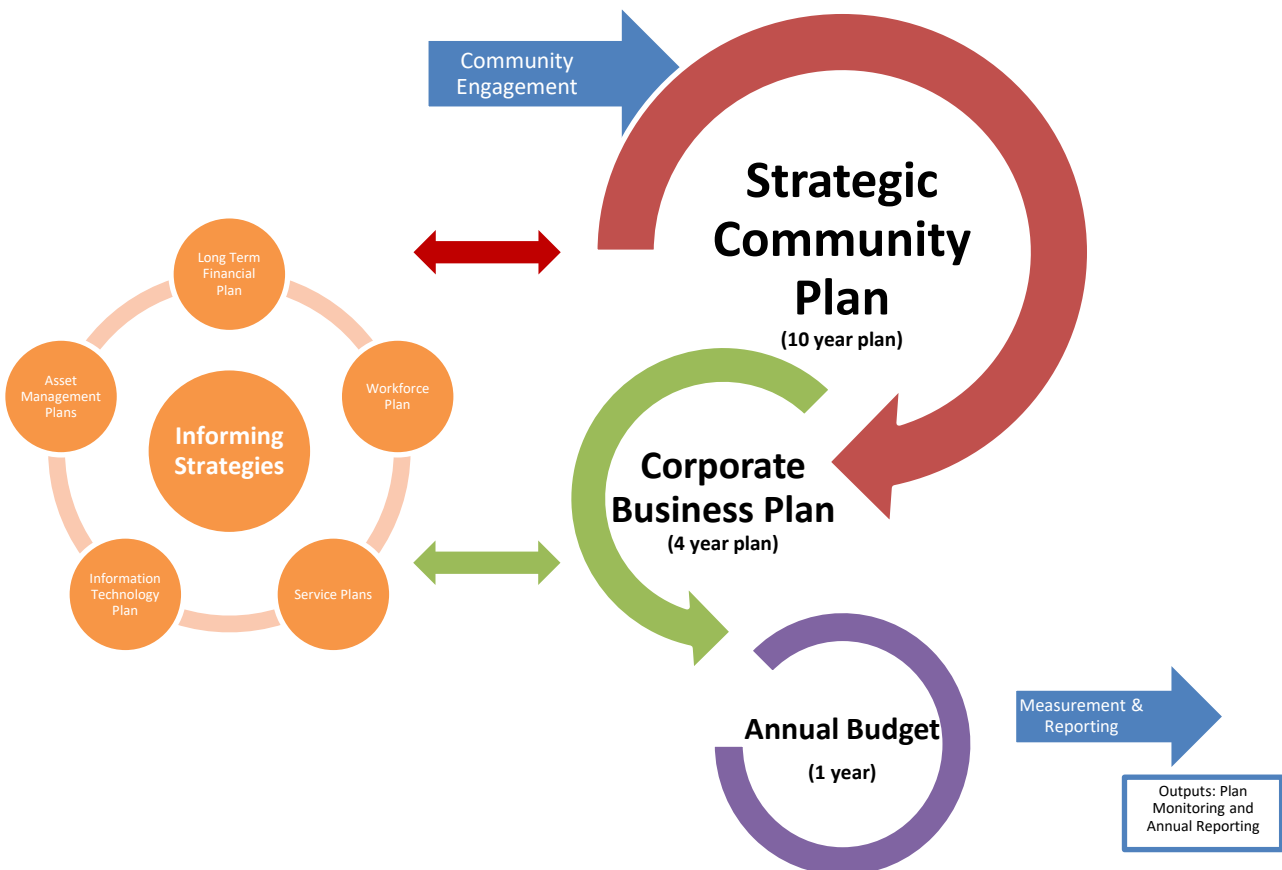 Community
Engagement
Strategic
Community
Plan
(10 year plan)
Long Term
Financial
Plan
Asset
Management
Plans
Workforce
Plan
Informing
Strategies
Information
Technology
Plan
Service Plans
Corporate
Business Plan
(4 year plan)
Annual Budget
(1 year)
Measurement &
Reporting
Outputs: Plan
Monitoring and
Annual Reporting